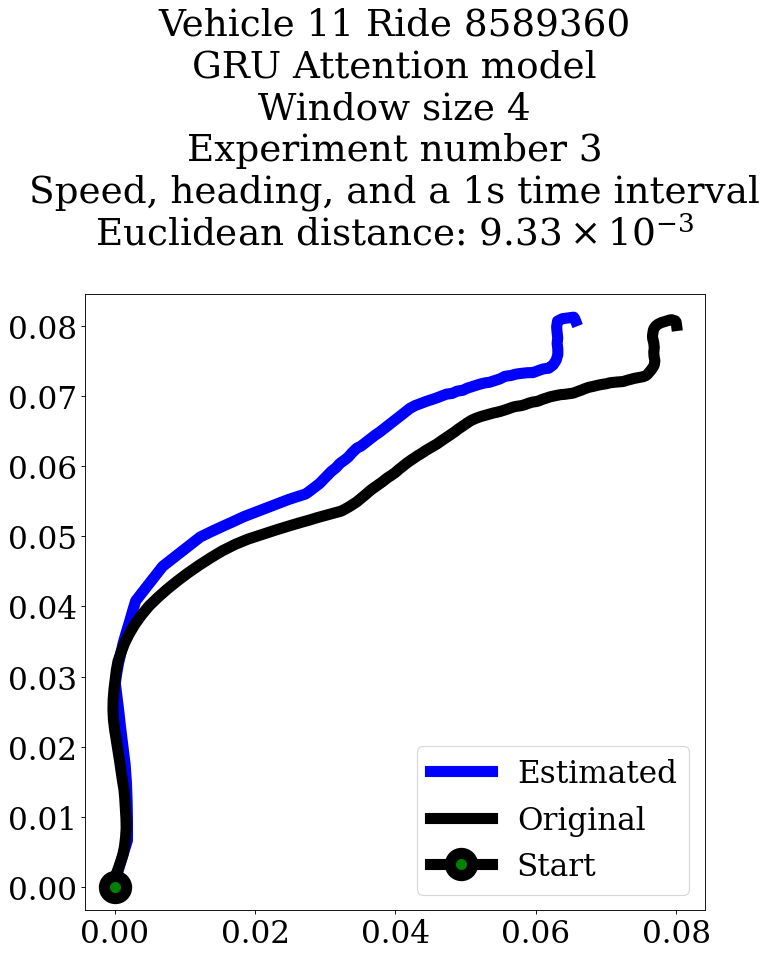 Vehicle 11 Ride 8589360
GRU Attention model
Window size 4
Experiment number 3
Speed, heading, and a 1s time interval
Euclidean distance: 9.33 × 10⁻³
0.08
0.07
0.06
0.05
0.04
0.03
0.02
0.01
0.00
Estimated
Original
Start
0.00 0.02 0.04 0.06 0.08